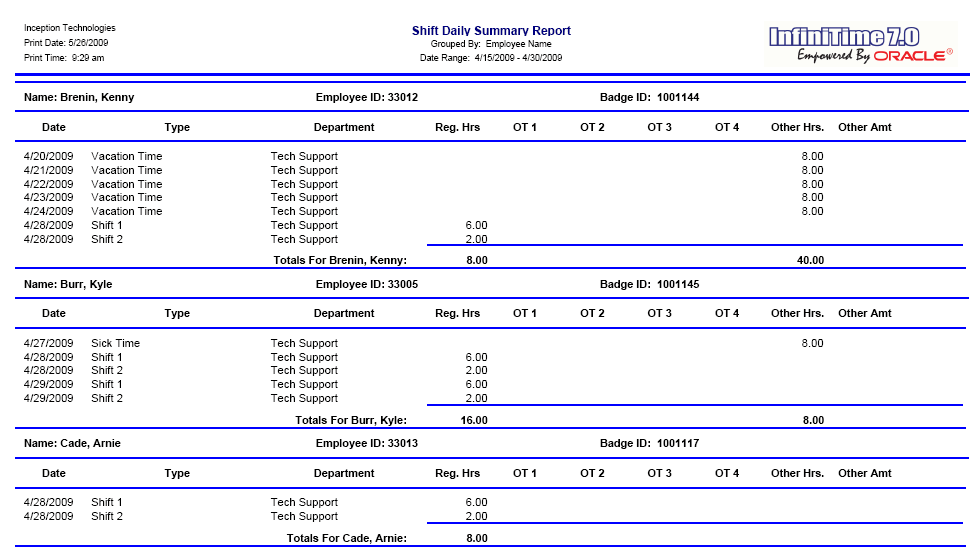 Inception Technologies
Print Date: 5/26/2009
Print Time: 9:29 am
Shift Daily Summary Report
Grouped By: Employee Name
Date Range: 4/15/2009 - 4/30/2009
InfiniTime 7.0
Empowered By ORACLE®
Name: Brenin, Kenny Employee ID: 33012 Badge ID: 1001144
Date Type Department Reg. Hrs OT 1 OT 2 OT 3 OT 4 Other Hrs. Other Amt
4/20/2009 Vacation Time Tech Support 8.00
4/21/2009 Vacation Time Tech Support 8.00
4/22/2009 Vacation Time Tech Support 8.00
4/23/2009 Vacation Time Tech Support 8.00
4/24/2009 Vacation Time Tech Support 8.00
4/28/2009 Shift 1 Tech Support 6.00
4/28/2009 Shift 2 Tech Support 2.00
Totals For Brenin, Kenny: 8.00 40.00
Name: Burr, Kyle Employee ID: 33005 Badge ID: 1001145
Date Type Department Reg. Hrs OT 1 OT 2 OT 3 OT 4 Other Hrs. Other Amt
4/27/2009 Sick Time Tech Support 8.00
4/28/2009 Shift 1 Tech Support 6.00
4/28/2009 Shift 2 Tech Support 2.00
4/29/2009 Shift 1 Tech Support 6.00
4/29/2009 Shift 2 Tech Support 2.00
Totals For Burr, Kyle: 16.00 8.00
Name: Cade, Arnie Employee ID: 33013 Badge ID: 1001117
Date Type Department Reg. Hrs OT 1 OT 2 OT 3 OT 4 Other Hrs. Other Amt
4/28/2009 Shift 1 Tech Support 6.00
4/28/2009 Shift 2 Tech Support 2.00
Totals For Cade, Arnie: 8.00